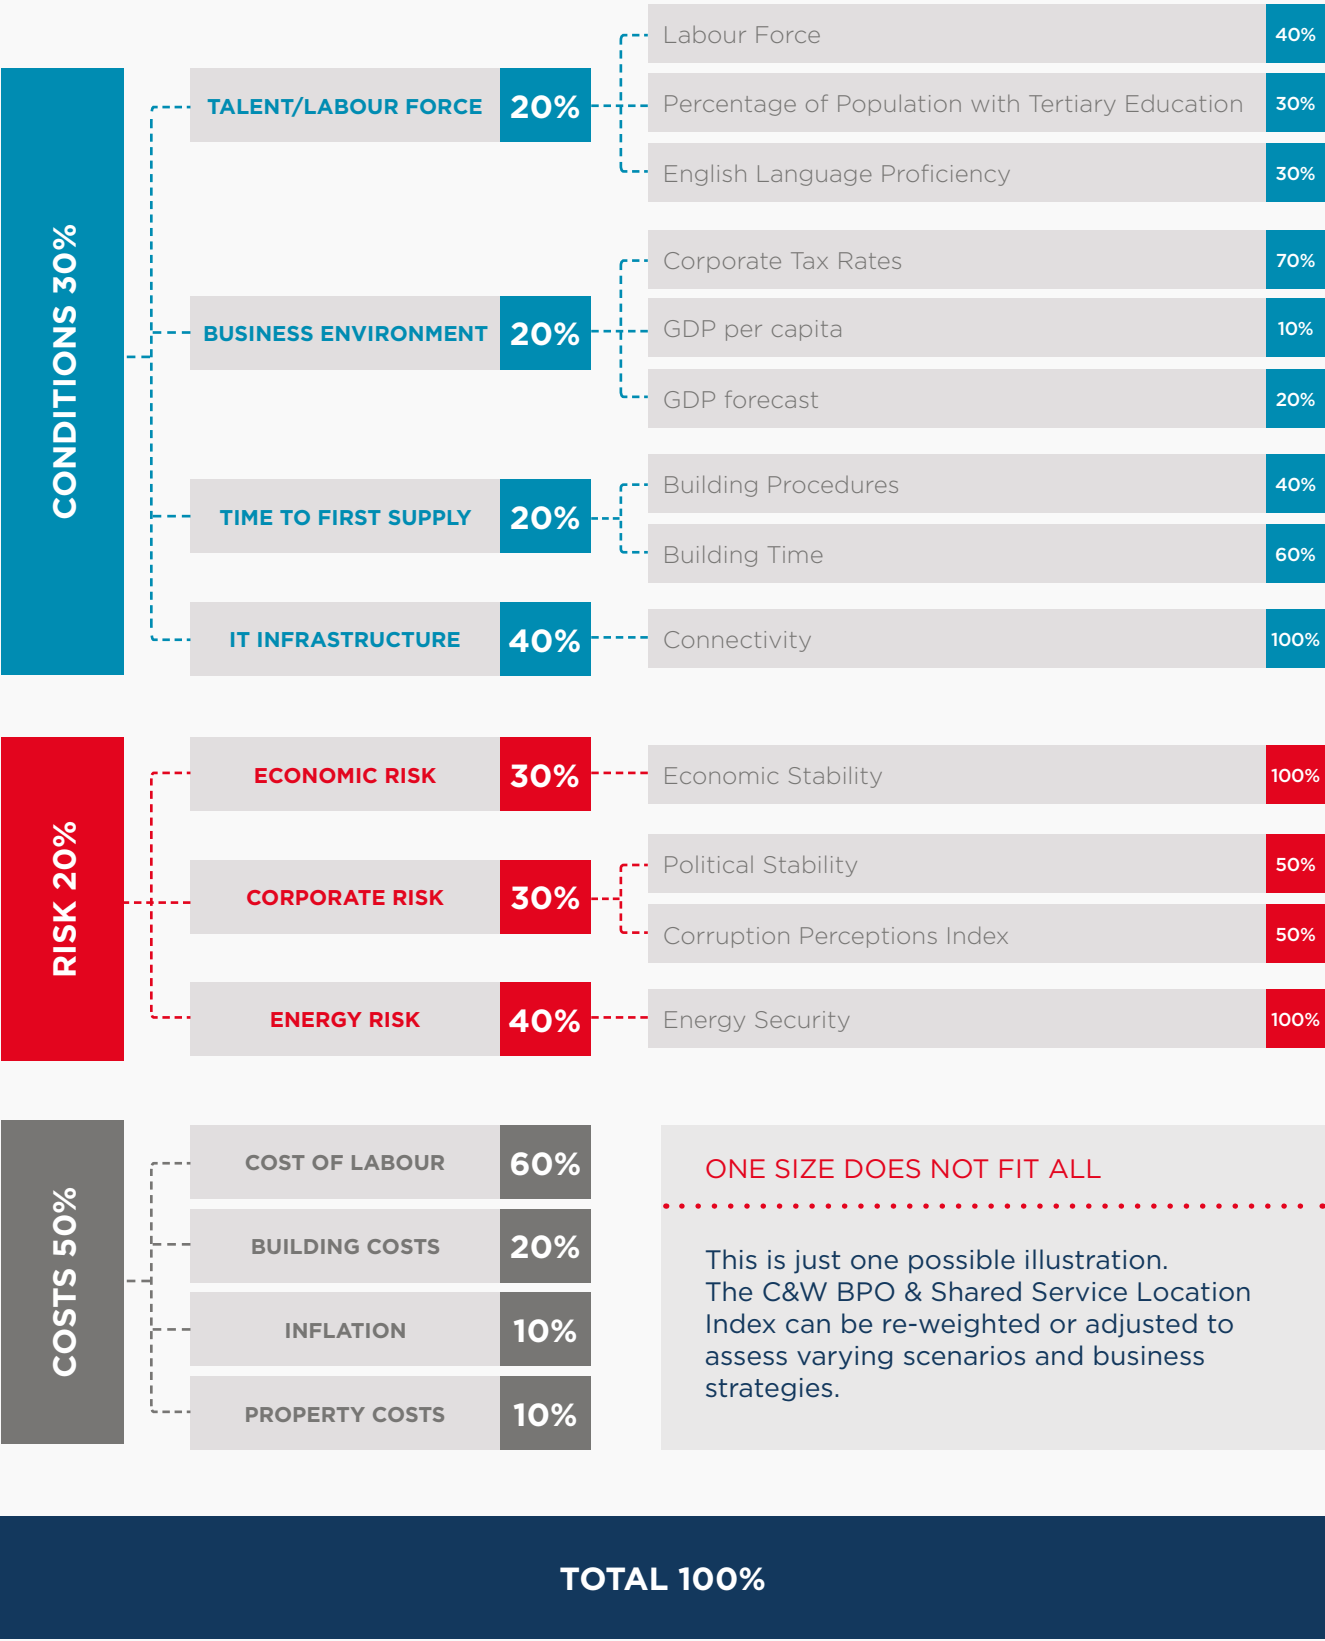 CONDITIONS 30%
TALENT/LABOUR FORCE 20%
Labour Force 40%
Percentage of Population with Tertiary Education 30%
English Language Proficiency 30%
BUSINESS ENVIRONMENT 20%
Corporate Tax Rates 70%
GDP per capita 10%
GDP forecast 20%
TIME TO FIRST SUPPLY 20%
Building Procedures 40%
Building Time 60%
IT INFRASTRUCTURE 40%
Connectivity 100%
RISK 20%
ECONOMIC RISK 30%
Economic Stability 100%
CORPORATE RISK 30%
Political Stability 50%
Corruption Perceptions Index 50%
ENERGY RISK 40%
Energy Security 100%
COSTS 50%
COST OF LABOUR 60%
BUILDING COSTS 20%
INFLATION 10%
PROPERTY COSTS 10%
ONE SIZE DOES NOT FIT ALL
This is just one possible illustration.
The C&W BPO & Shared Service Location
Index can be re-weighted or adjusted to
assess varying scenarios and business
strategies.
TOTAL 100%